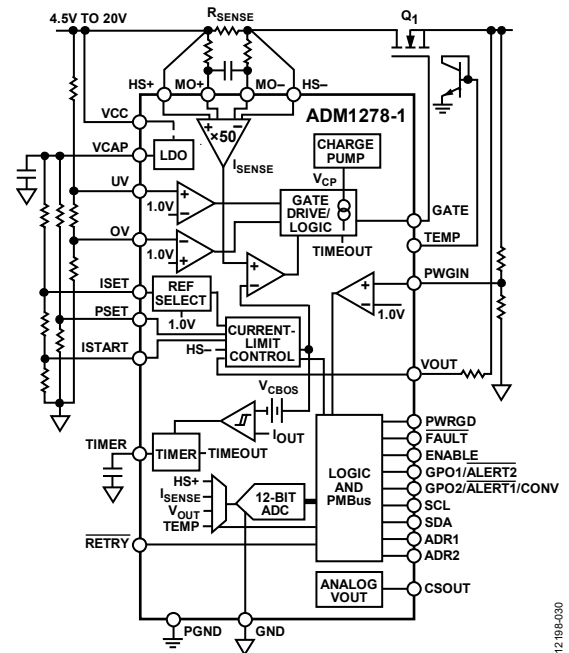 4.5V TO 20V
RSENSE
Q1
HS+
MO+
MO–
HS–
ADM1278-1
VCC
VCAP
LDO
+ –
×50
ISENSE
CHARGE
PUMP
VCP
GATE
DRIVE/
LOGIC
TIMEOUT
GATE
TEMP
UV
+
1.0V
–
OV
–
1.0V
+
+
–
PWGIN
+
–
1.0V
ISET
REF
SELECT
1.0V
PSET
ISTART
CURRENT-
LIMIT
CONTROL
HS–
VOUT
VCBOS
IOUT
TIMER
TIMER
TIMEOUT
HS+
ISENSE
VOUT
TEMP
12-BIT
ADC
LOGIC
AND
PMBus
PWRGD
FAULT
ENABLE
GPO1/ALERT2
GPO2/ALERT1/CONV
SCL
SDA
ADR1
ADR2
RETRY
ANALOG
VOUT
CSOUT
PGND
GND
12198-030